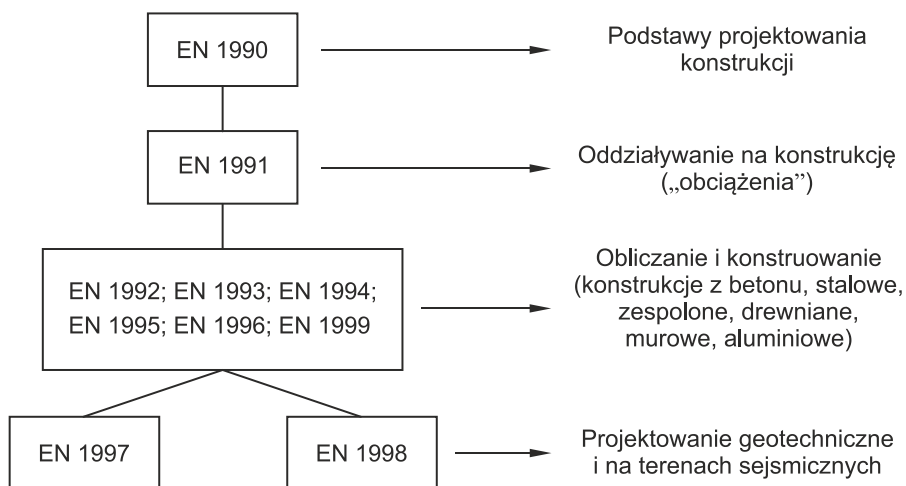 EN 1990
Podstawy projektowania
konstrukcji
EN 1991
Oddziaływanie na konstrukcję
(„obciążenia”)
EN 1992; EN 1993; EN 1994;
EN 1995; EN 1996; EN 1999
Obliczanie i konstruowanie
(konstrukcje z betonu, stalowe,
zespolone, drewniane,
murowe, aluminiowe)
EN 1997
EN 1998
Projektowanie geotechniczne
i na terenach sejsmicznych